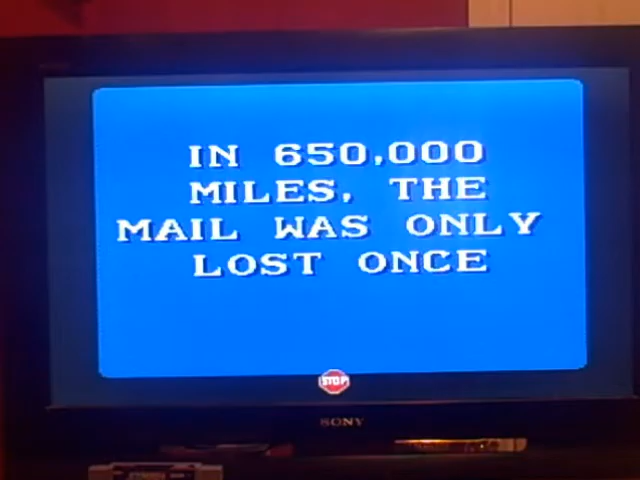 IN 650,000
MILES, THE
MAIL WAS ONLY
LOST ONCE
STOP
SONY